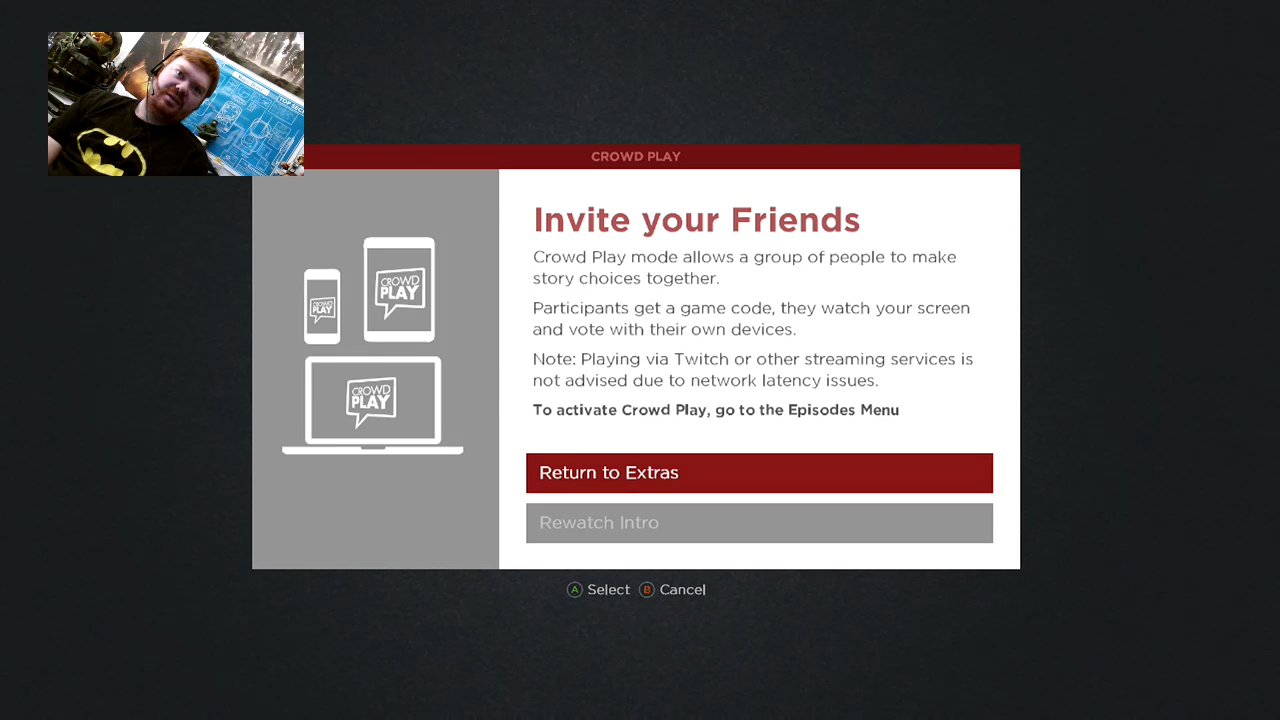 TOP SEC
CROWD PLAY
CROWD
PLAY
CROWD
PLAY
CROWD
PLAY
Invite your Friends
Crowd Play mode allows a group of people to make
story choices together.
Participants get a game code, they watch your screen
and vote with their own devices.
Note: Playing via Twitch or other streaming services is
not advised due to network latency issues.
To activate Crowd Play, go to the Episodes Menu
Return to Extras
Rewatch Intro
A Select B Cancel